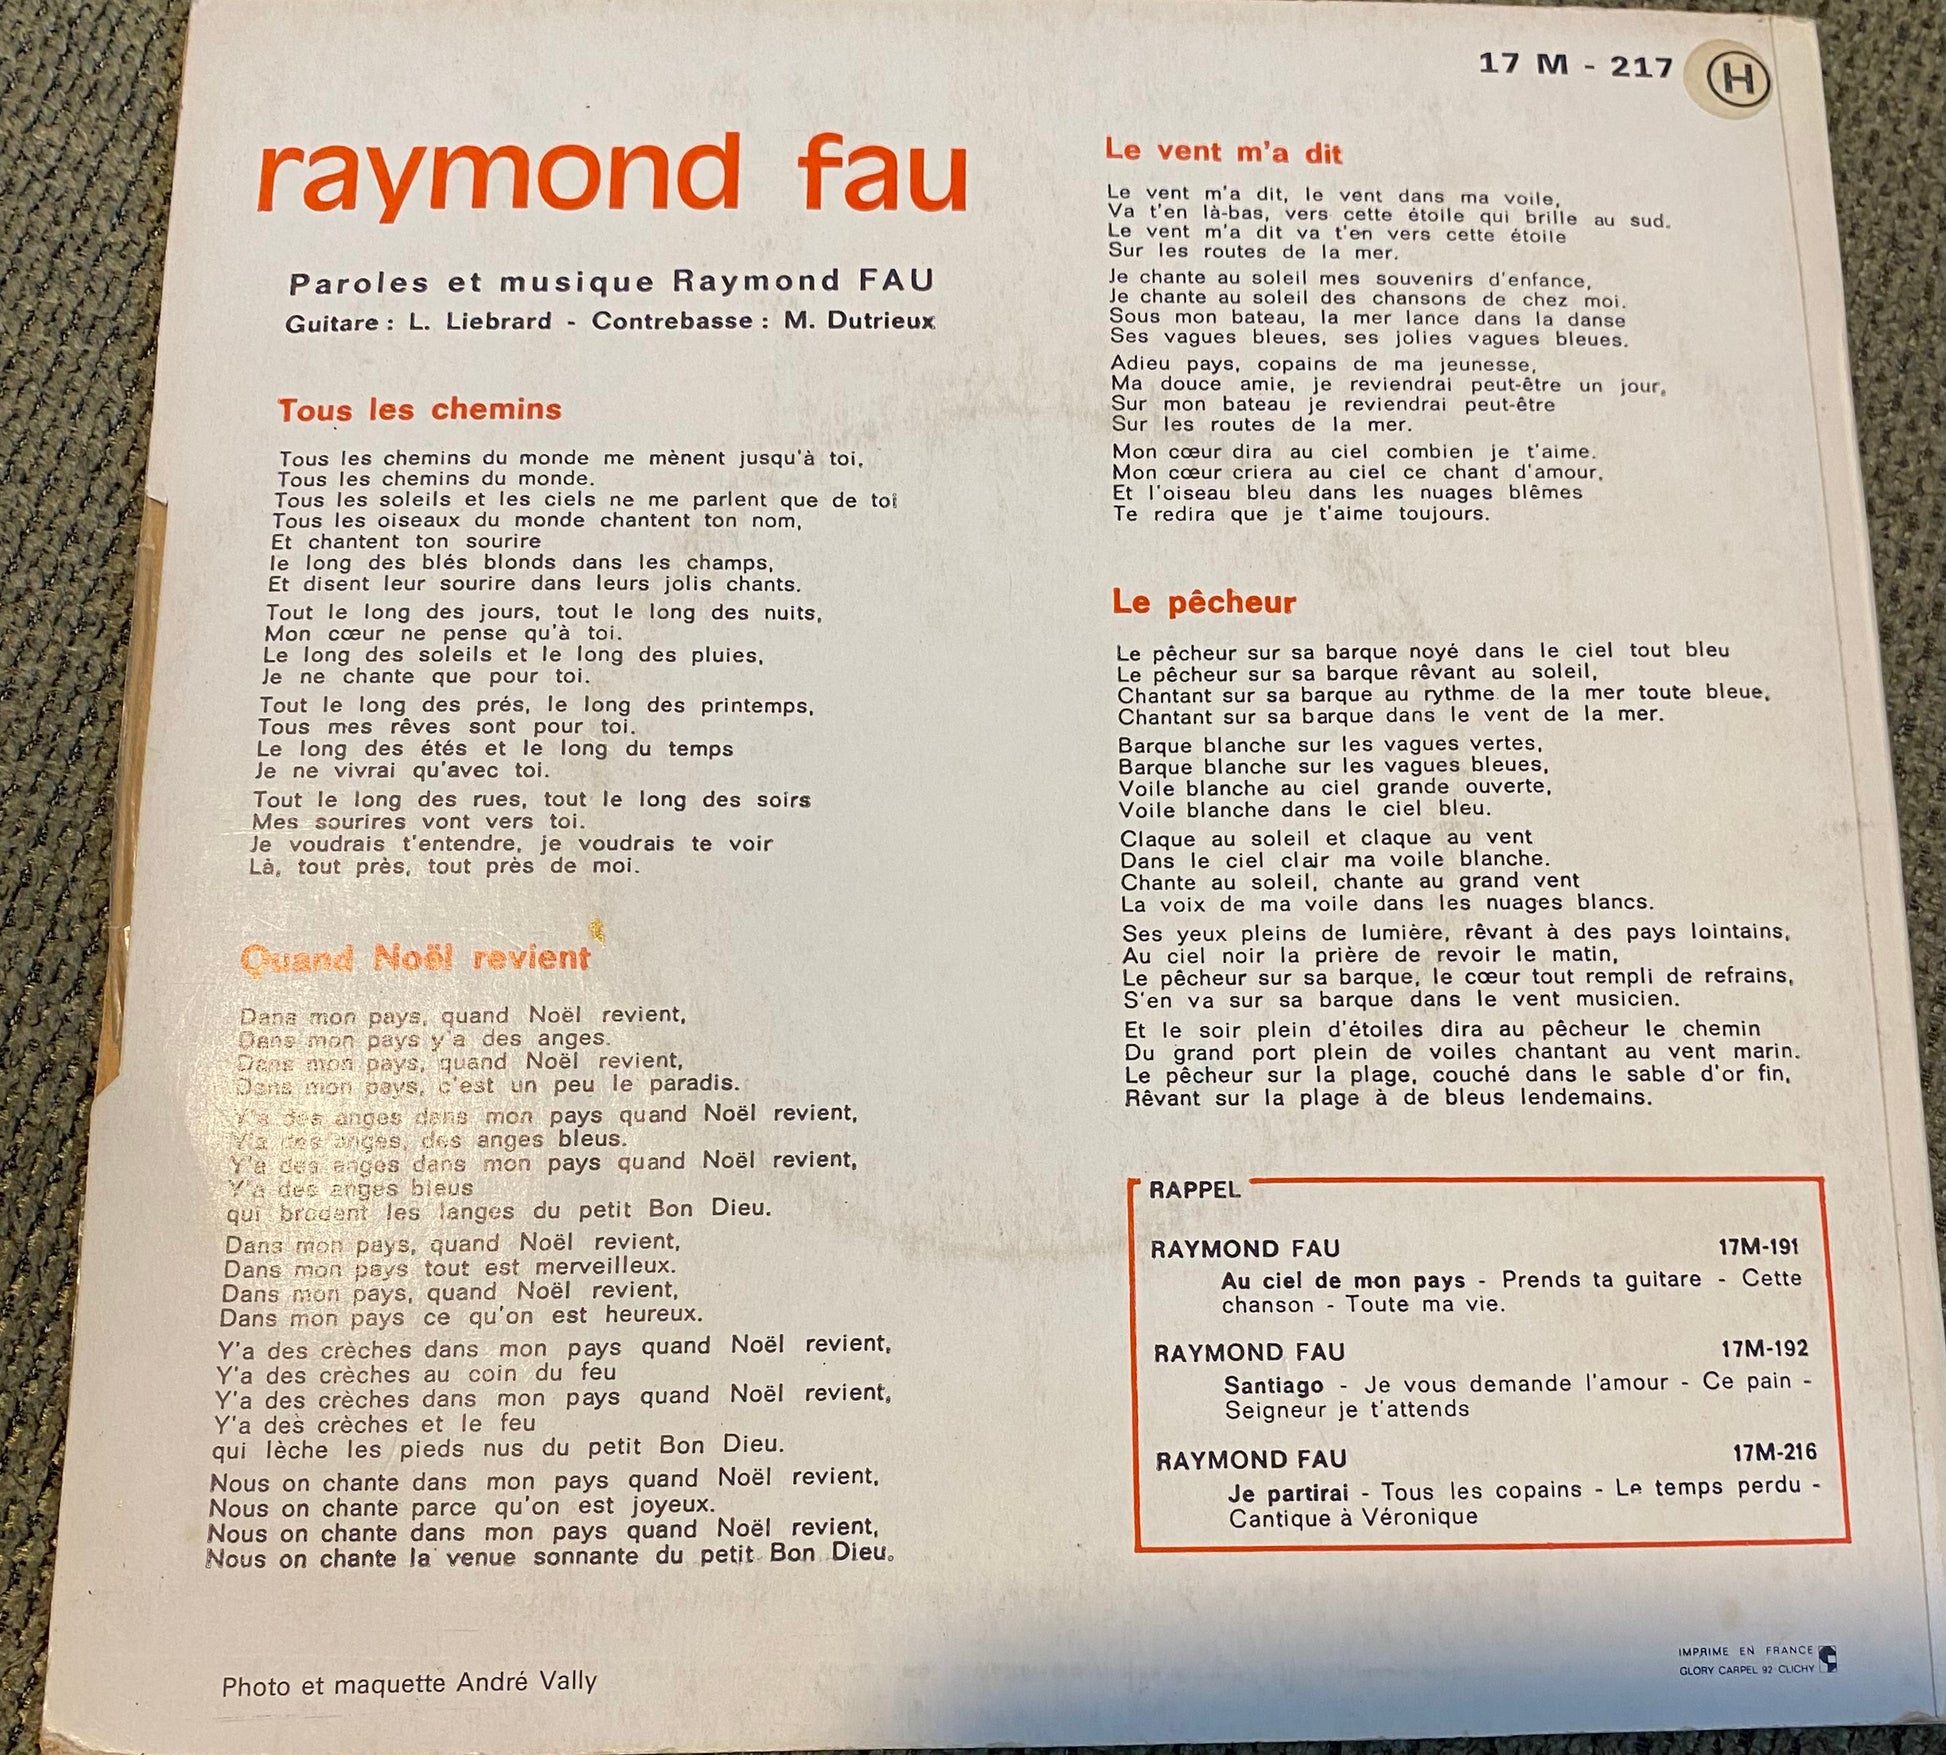 17 M - 217
H
raymond fau
Paroles et musique Raymond FAU
Guitare : L. Liebrard - Contrebasse : M. Dutrieux
Tous les chemins
Tous les chemins du monde me mènent jusqu'à toi,
Tous les chemins du monde.
Tous les soleils et les ciels ne me parlent que de toi
Tous les oiseaux du monde chantent ton nom,
Et chantent ton sourire
le long des blés blonds dans les champs,
Et disent leur sourire dans leurs jolis chants.
Tout le long des jours, tout le long des nuits,
Mon cœur ne pense qu'à toi.
Le long des soleils et le long des pluies,
Je ne chante que pour toi.
Tout le long des prés, le long des printemps,
Tous mes rêves sont pour toi.
Le long des étés et le long du temps
Je ne vivrai qu'avec toi.
Tout le long des rues, tout le long des soirs
Mes sourires vont vers toi.
Je voudrais t'entendre, je voudrais te voir
Là, tout près, tout près de moi.
Quand Noël revient
Dans mon pays, quand Noël revient,
Dans mon pays y'a des anges.
Dans mon pays, quand Noël revient,
Dans mon pays, c'est un peu le paradis.
Y'a des anges dans mon pays quand Noël revient,
Y'a des anges, des anges bleus.
Y'a des anges dans mon pays quand Noël revient,
Y'a des anges bleus
qui brodent les langes du petit Bon Dieu.
Dans mon pays, quand Noël revient,
Dans mon pays tout est merveilleux.
Dans mon pays, quand Noël revient,
Dans mon pays ce qu'on est heureux.
Y'a des crèches dans mon pays quand Noël revient,
Y'a des crèches au coin du feu
Y'a des crèches dans mon pays quand Noël revient,
Y'a des crèches et le feu
qui lèche les pieds nus du petit Bon Dieu.
Nous on chante dans mon pays quand Noël revient,
Nous on chante parce qu'on est joyeux.
Nous on chante dans mon pays quand Noël revient,
Nous on chante la venue sonnante du petit Bon Dieu.
Photo et maquette André Vally
Le vent m'a dit
Le vent m'a dit, le vent dans ma voile,
Va t'en là-bas, vers cette étoile qui brille au sud.
Le vent m'a dit va t'en vers cette étoile
Sur les routes de la mer.
Je chante au soleil mes souvenirs d'enfance,
Je chante au soleil des chansons de chez moi.
Sous mon bateau, la mer lance dans la danse
Ses vagues bleues, ses jolies vagues bleues.
Adieu pays, copains de ma jeunesse,
Ma douce amie, je reviendrai peut-être un jour,
Sur mon bateau je reviendrai peut-être
Sur les routes de la mer.
Mon cœur dira au ciel combien je t'aime.
Mon cœur criera au ciel ce chant d'amour,
Et l'oiseau bleu dans les nuages blêmes
Te redira que je t'aime toujours.
Le pêcheur
Le pêcheur sur sa barque noyé dans le ciel tout bleu
Le pêcheur sur sa barque rêvant au soleil,
Chantant sur sa barque au rythme de la mer toute bleue,
Chantant sur sa barque dans le vent de la mer.
Barque blanche sur les vagues vertes,
Barque blanche sur les vagues bleues,
Voile blanche au ciel grande ouverte,
Voile blanche dans le ciel bleu.
Claque au soleil et claque au vent
Dans le ciel clair ma voile blanche.
Chante au soleil, chante au grand vent
La voix de ma voile dans les nuages blancs.
Ses yeux pleins de lumière, rêvant à des pays lointains,
Au ciel noir la prière de revoir le matin,
Le pêcheur sur sa barque, le cœur tout rempli de refrains,
S'en va sur sa barque dans le vent musicien.
Et le soir plein d'étoiles dira au pêcheur le chemin
Du grand port plein de voiles chantant au vent marin.
Le pêcheur sur la plage, couché dans le sable d'or fin,
Rêvant sur la plage à de bleus lendemains.
RAPPEL
RAYMOND FAU 17M-191
Au ciel de mon pays - Prends ta guitare - Cette
chanson - Toute ma vie.
RAYMOND FAU 17M-192
Santiago - Je vous demande l'amour - Ce pain -
Seigneur je t'attends
RAYMOND FAU 17M-216
Je partirai - Tous les copains - Le temps perdu -
Cantique à Véronique
IMPRIME EN FRANCE
GLORY CARPEL 92 CLICHY